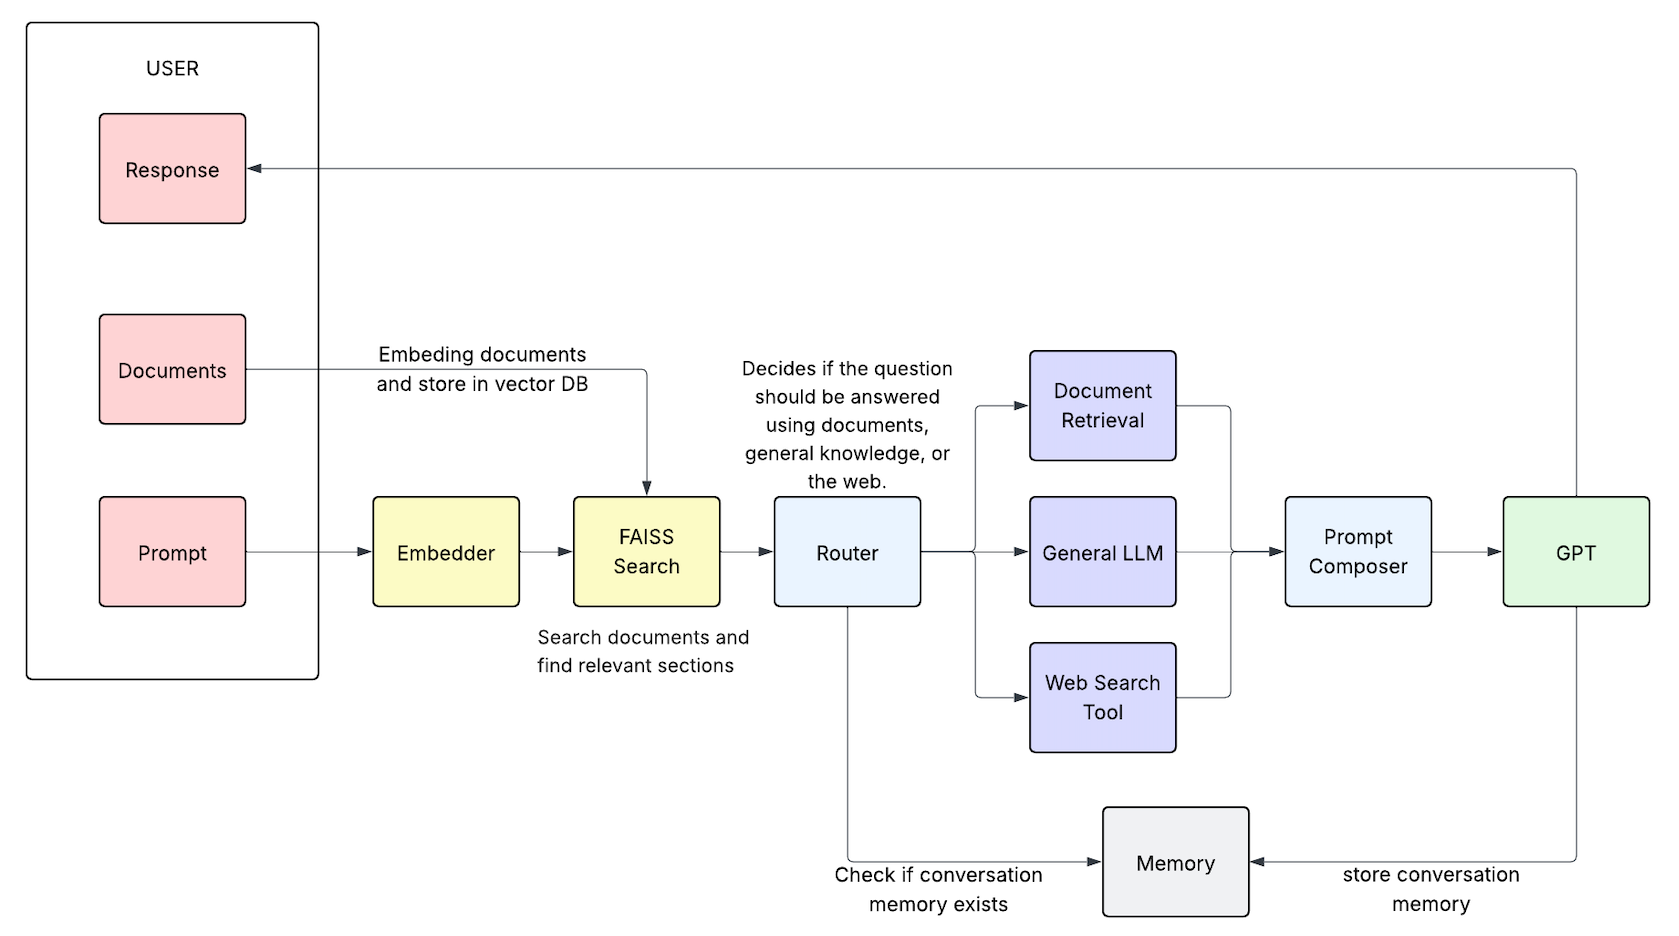 USER
Response
Documents
Embeding documents
and store in vector DB
Prompt
Embedder
FAISS
Search
Search documents and
find relevant sections
Decides if the question
should be answered
using documents,
general knowledge, or
the web.
Router
Document
Retrieval
General LLM
Web Search
Tool
Prompt
Composer
GPT
Check if conversation
memory exists
Memory
store conversation
memory